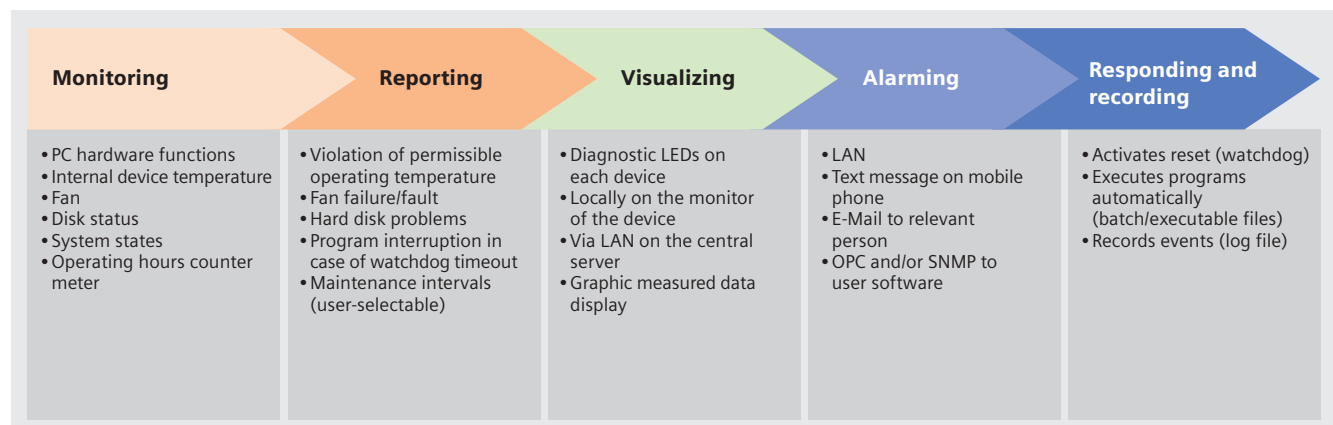 Monitoring
Reporting
Visualizing
Alarming
Responding and
recording
• PC hardware functions
• Internal device temperature
• Fan
• Disk status
• System states
• Operating hours counter
meter
• Violation of permissible
operating temperature
• Fan failure/fault
• Hard disk problems
• Program interruption in
case of watchdog timeout
• Maintenance intervals
(user-selectable)
• Diagnostic LEDs on
each device
• Locally on the monitor
of the device
• Via LAN on the central
server
• Graphic measured data
display
• LAN
• Text message on mobile
phone
• E-Mail to relevant
person
• OPC and/or SNMP to
user software
• Activates reset (watchdog)
• Executes programs
automatically
(batch/executable files)
• Records events (log file)